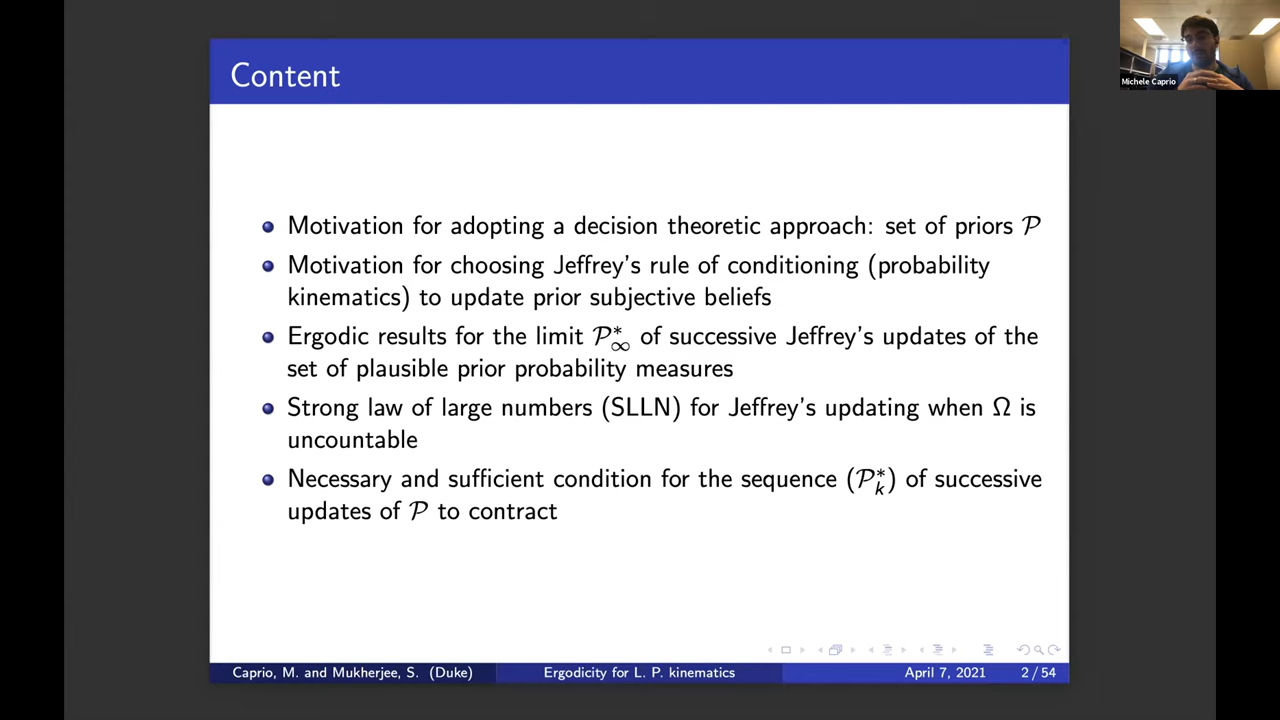 Content
Michele Caprio
Motivation for adopting a decision theoretic approach: set of priors 𝒫
Motivation for choosing Jeffrey's rule of conditioning (probability
kinematics) to update prior subjective beliefs
Ergodic results for the limit 𝒫*∞ of successive Jeffrey's updates of the
set of plausible prior probability measures
Strong law of large numbers (SLLN) for Jeffrey's updating when Ω is
uncountable
Necessary and sufficient condition for the sequence (𝒫*k) of successive
updates of 𝒫 to contract
Caprio, M. and Mukherjee, S. (Duke) Ergodicity for L. P. kinematics April 7, 2021 2 / 54